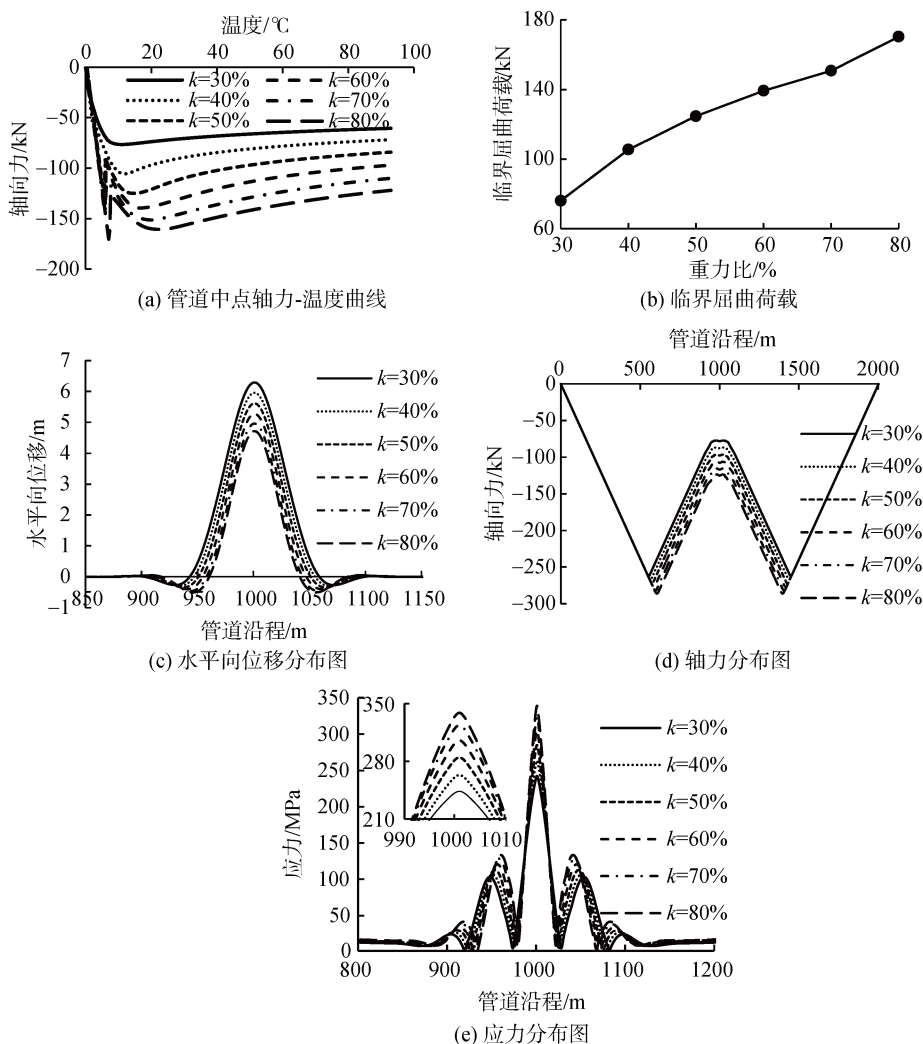 温度/℃
0 20 40 60 80 100
0
−50
−100
−150
−200
轴向力/kN
k=30% k=60%
k=40% k=70%
k=50% k=80%
(a) 管道中点轴力-温度曲线
180
140
100
60
临界屈曲荷载/kN
30 40 50 60 70 80
重力比/%
(b) 临界屈曲荷载
7
6
5
4
3
2
1
0
−1
水平向位移/m
k=30%
k=40%
k=50%
k=60%
k=70%
k=80%
850 900 950 1000 1050 1100 1150
管道沿程/m
(c) 水平向位移分布图
管道沿程/m
0 500 1000 1500 2000
0
−50
−100
−150
−200
−250
−300
轴向力/kN
k=30%
k=40%
k=50%
k=60%
k=70%
k=80%
(d) 轴力分布图
350
300
250
200
150
100
50
0
应力/MPa
350
280
210
990 1000 1010
k=30%
k=40%
k=50%
k=60%
k=70%
k=80%
800 900 1000 1100 1200
管道沿程/m
(e) 应力分布图